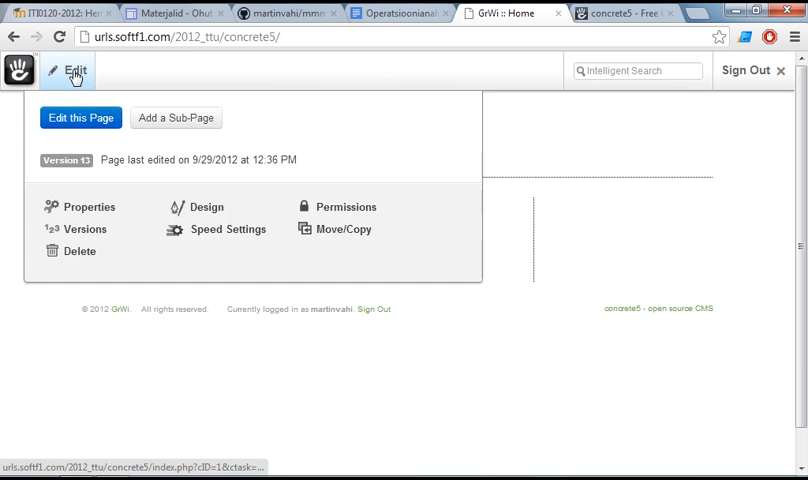 ITI0120-2012: Hen
Materjalid - Ohut
martinvahi/mmm
Operatsioonianal
GrWi :: Home
concrete5 - Free C
urls.softf1.com/2012_ttu/concrete5/
Edit
Intelligent Search
Sign Out
Edit this Page
Add a Sub-Page
Version 13
Page last edited on 9/29/2012 at 12:36 PM
Properties
Design
Permissions
Versions
Speed Settings
Move/Copy
Delete
© 2012 GrWi. All rights reserved. Currently logged in as martinvahi. Sign Out
concrete5 - open source CMS
urls.softf1.com/2012_ttu/concrete5/index.php?cID=1&ctask=...